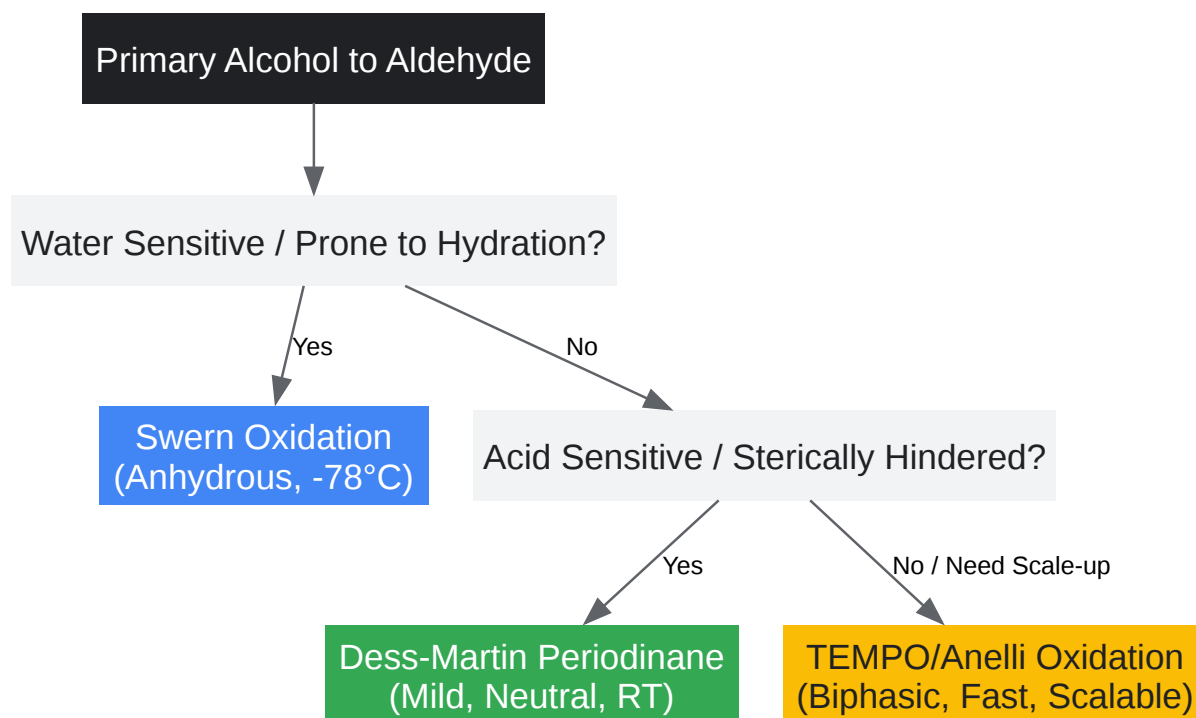 Primary Alcohol to Aldehyde
Water Sensitive / Prone to Hydration?
Yes
No
Swern Oxidation
(Anhydrous, -78°C)
Acid Sensitive / Sterically Hindered?
Yes
No / Need Scale-up
Dess-Martin Periodinane
(Mild, Neutral, RT)
TEMPO/Anelli Oxidation
(Biphasic, Fast, Scalable)